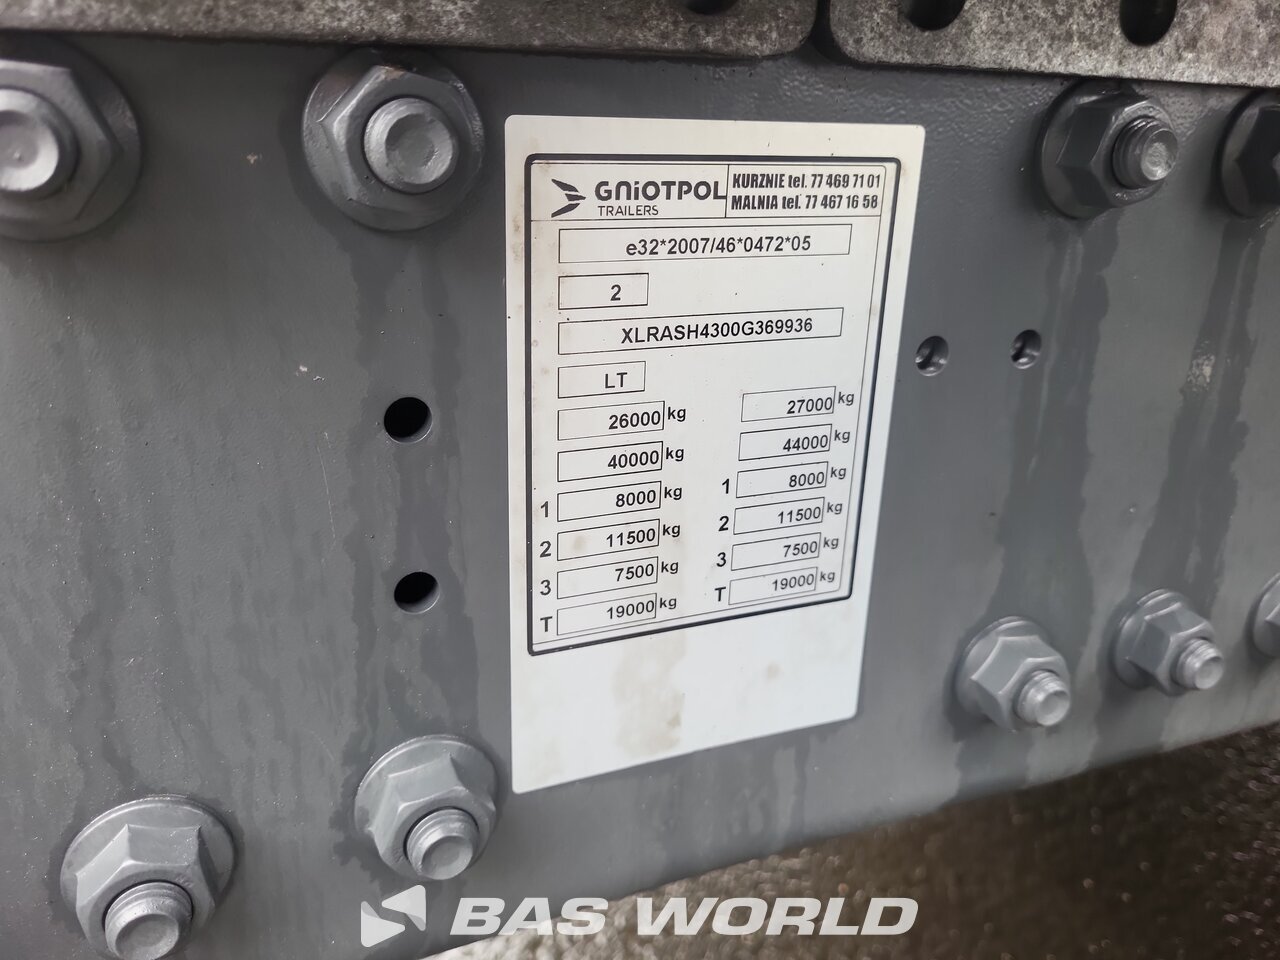 GNiOTPOL
TRAILERS
KURZNIE tel. 77 469 71 01
MALNIA tel. 77 467 16 58
e32*2007/46*0472*05
2
XLRASH4300G369936
LT
26000 kg 27000 kg
40000 kg 44000 kg
1 8000 kg 1 8000 kg
2 11500 kg 2 11500 kg
3 7500 kg 3 7500 kg
T 19000 kg T 19000 kg
BAS WORLD